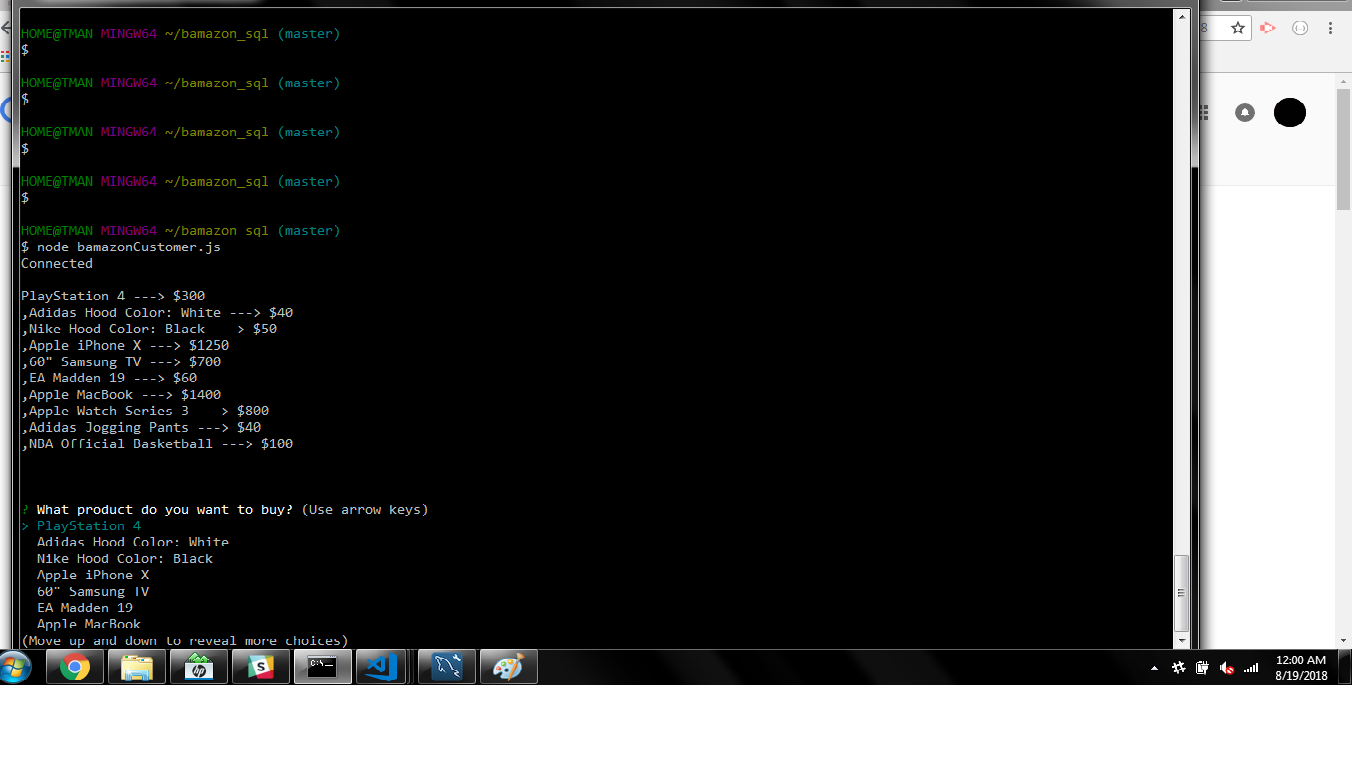 HOME@TMAN MINGW64 ~/bamazon_sql (master)
$
HOME@TMAN MINGW64 ~/bamazon_sql (master)
$
HOME@TMAN MINGW64 ~/bamazon_sql (master)
$
HOME@TMAN MINGW64 ~/bamazon_sql (master)
$
HOME@TMAN MINGW64 ~/bamazon sql (master)
$ node bamazonCustomer.js
Connected
PlayStation 4 ---> $300
,Adidas Hood Color: White ---> $40
,Nike Hood Color: Black    > $50
,Apple iPhone X ---> $1250
,60" Samsung TV ---> $700
,EA Madden 19 ---> $60
,Apple MacBook ---> $1400
,Apple Watch Series 3    > $800
,Adidas Jogging Pants ---> $40
,NBA Official Basketball ---> $100
? What product do you want to buy? (Use arrow keys)
> PlayStation 4
Adidas Hood Color: White
Nike Hood Color: Black
Apple iPhone X
60" Samsung TV
EA Madden 19
Apple MacBook
(Move up and down to reveal more choices)
8
hp
S
C:\_
12:00 AM
8/19/2018